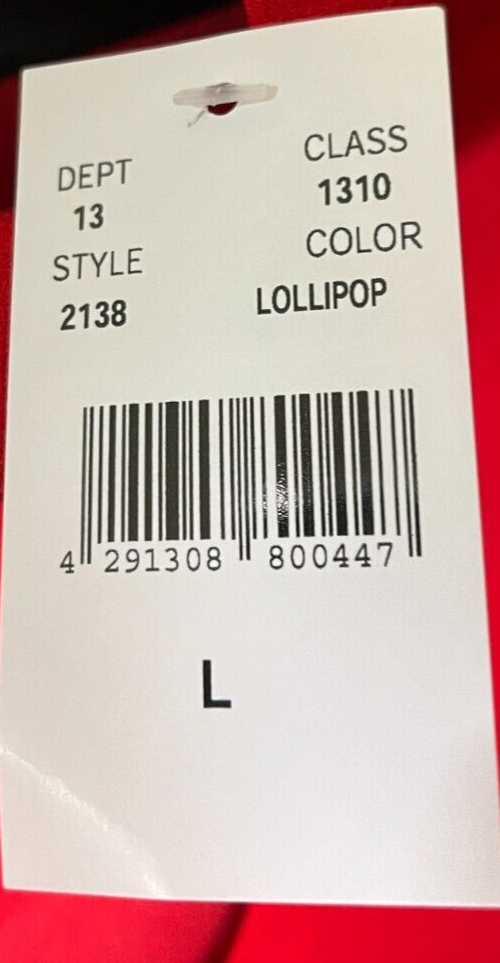 DEPT
13
STYLE
2138
CLASS
1310
COLOR
LOLLIPOP
4 291308 800447
L